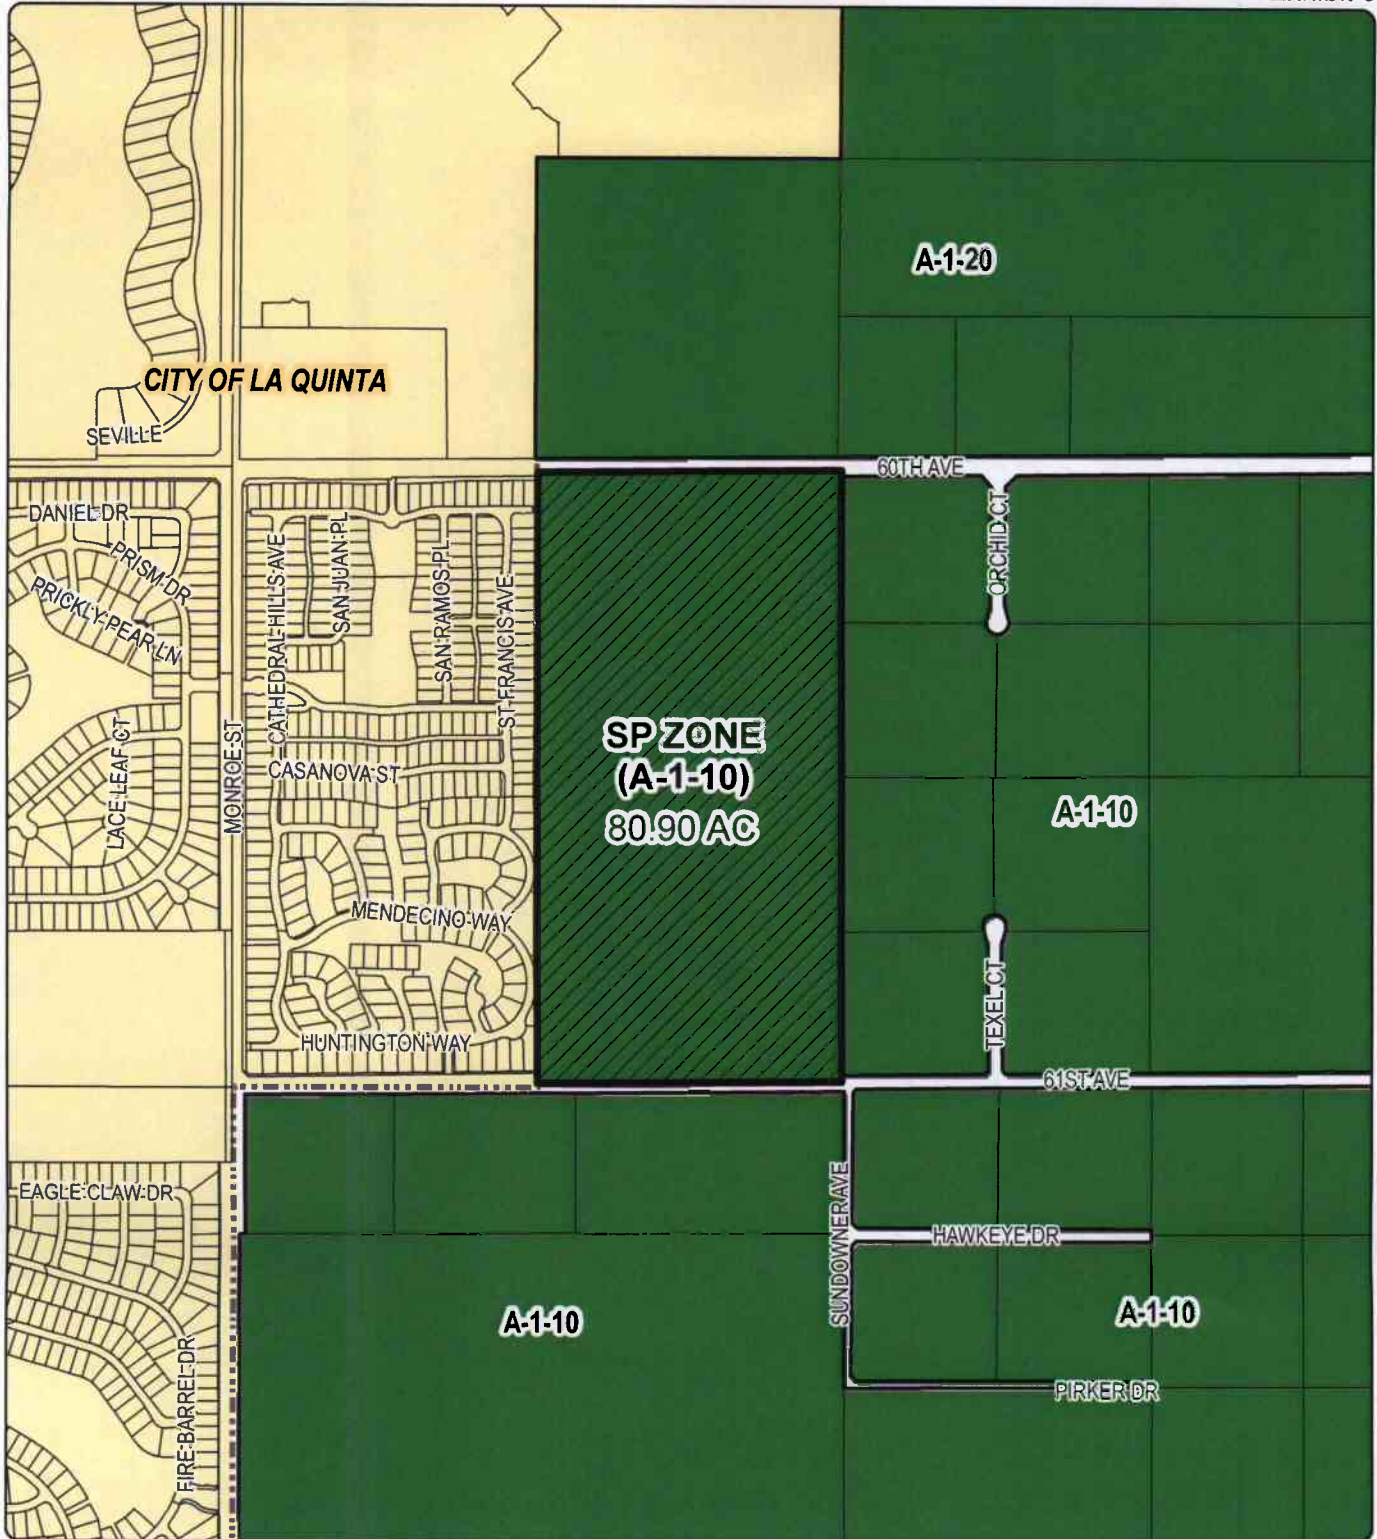 A-1-20
CITY OF LA QUINTA
SEVILLE
60TH AVE
DANIEL DR
ORCHID CT
PRISM DR
PRICKLY PEAR LN
CATHEDRAL HILLS AVE
SAN JUAN PL
SAN RAMOS PL
ST FRANCIS AVE
MONROE ST
LACE LEAF CT
CASANOVA ST
SP ZONE
(A-1-10)
80.90 AC
A-1-10
MENDECINO WAY
TEXEL CT
HUNTINGTON WAY
61ST AVE
EAGLE CLAW DR
SUNDOWNER AVE
HAWKEYE DR
A-1-10
A-1-10
FIRE BARREL DR
PIRKER DR